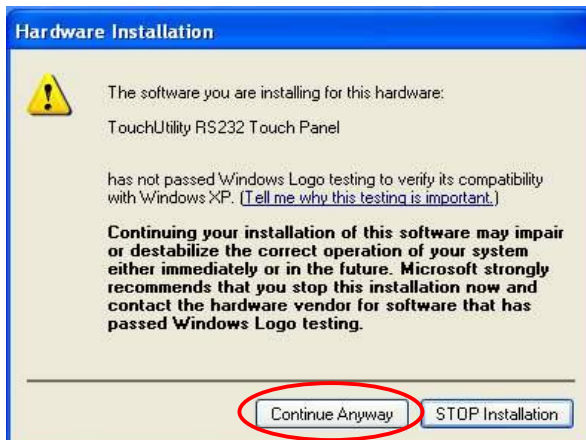 Hardware Installation
The software you are installing for this hardware:
TouchUtility RS232 Touch Panel
has not passed Windows Logo testing to verify its compatibility
with Windows XP. (Tell me why this testing is important.)
Continuing your installation of this software may impair
or destabilize the correct operation of your system
either immediately or in the future. Microsoft strongly
recommends that you stop this installation now and
contact the hardware vendor for software that has
passed Windows Logo testing.
Continue Anyway
STOP Installation